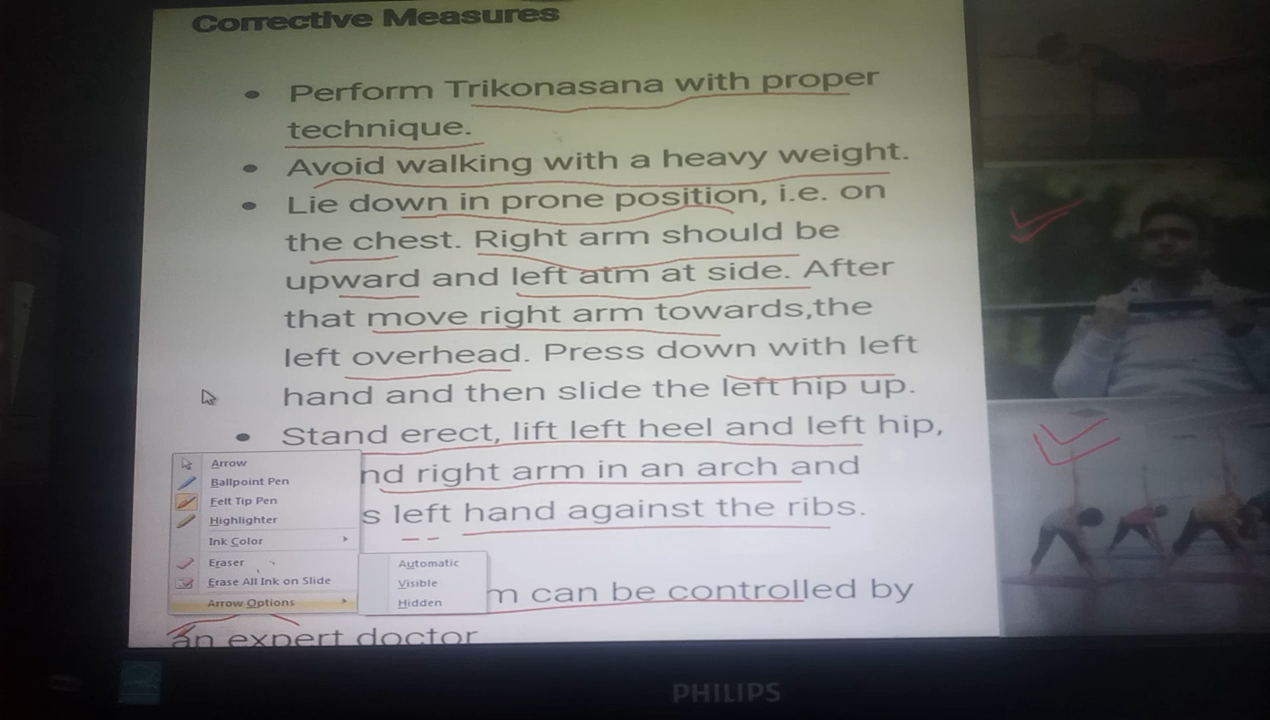 Corrective Measures
• Perform Trikonasana with proper
technique.
• Avoid walking with a heavy weight.
• Lie down in prone position, i.e. on
the chest. Right arm should be
upward and left atm at side. After
that move right arm towards,the
left overhead. Press down with left
hand and then slide the left hip up.
• Stand erect, lift left heel and left hip,
nd right arm in an arch and
s left hand against the ribs.
Arrow
Ballpoint Pen
Felt Tip Pen
Highlighter
Ink Color
Eraser
Erase All Ink on Slide
Arrow Options
Automatic
Visible
Hidden
m can be controlled by
an expert doctor
PHILIPS